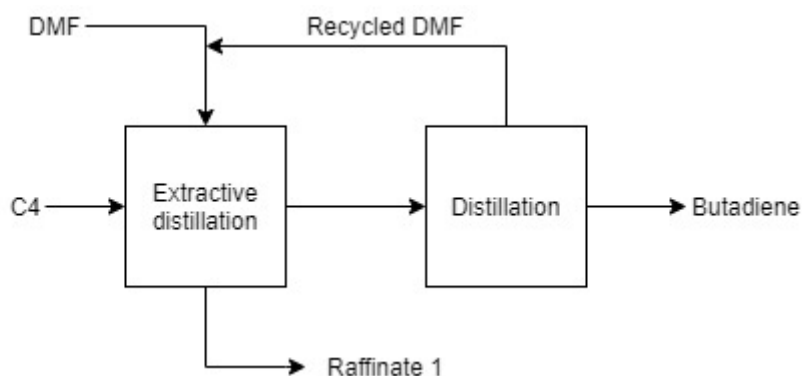 DMF
Recycled DMF
C4
Extractive
distillation
Distillation
Butadiene
Raffinate 1